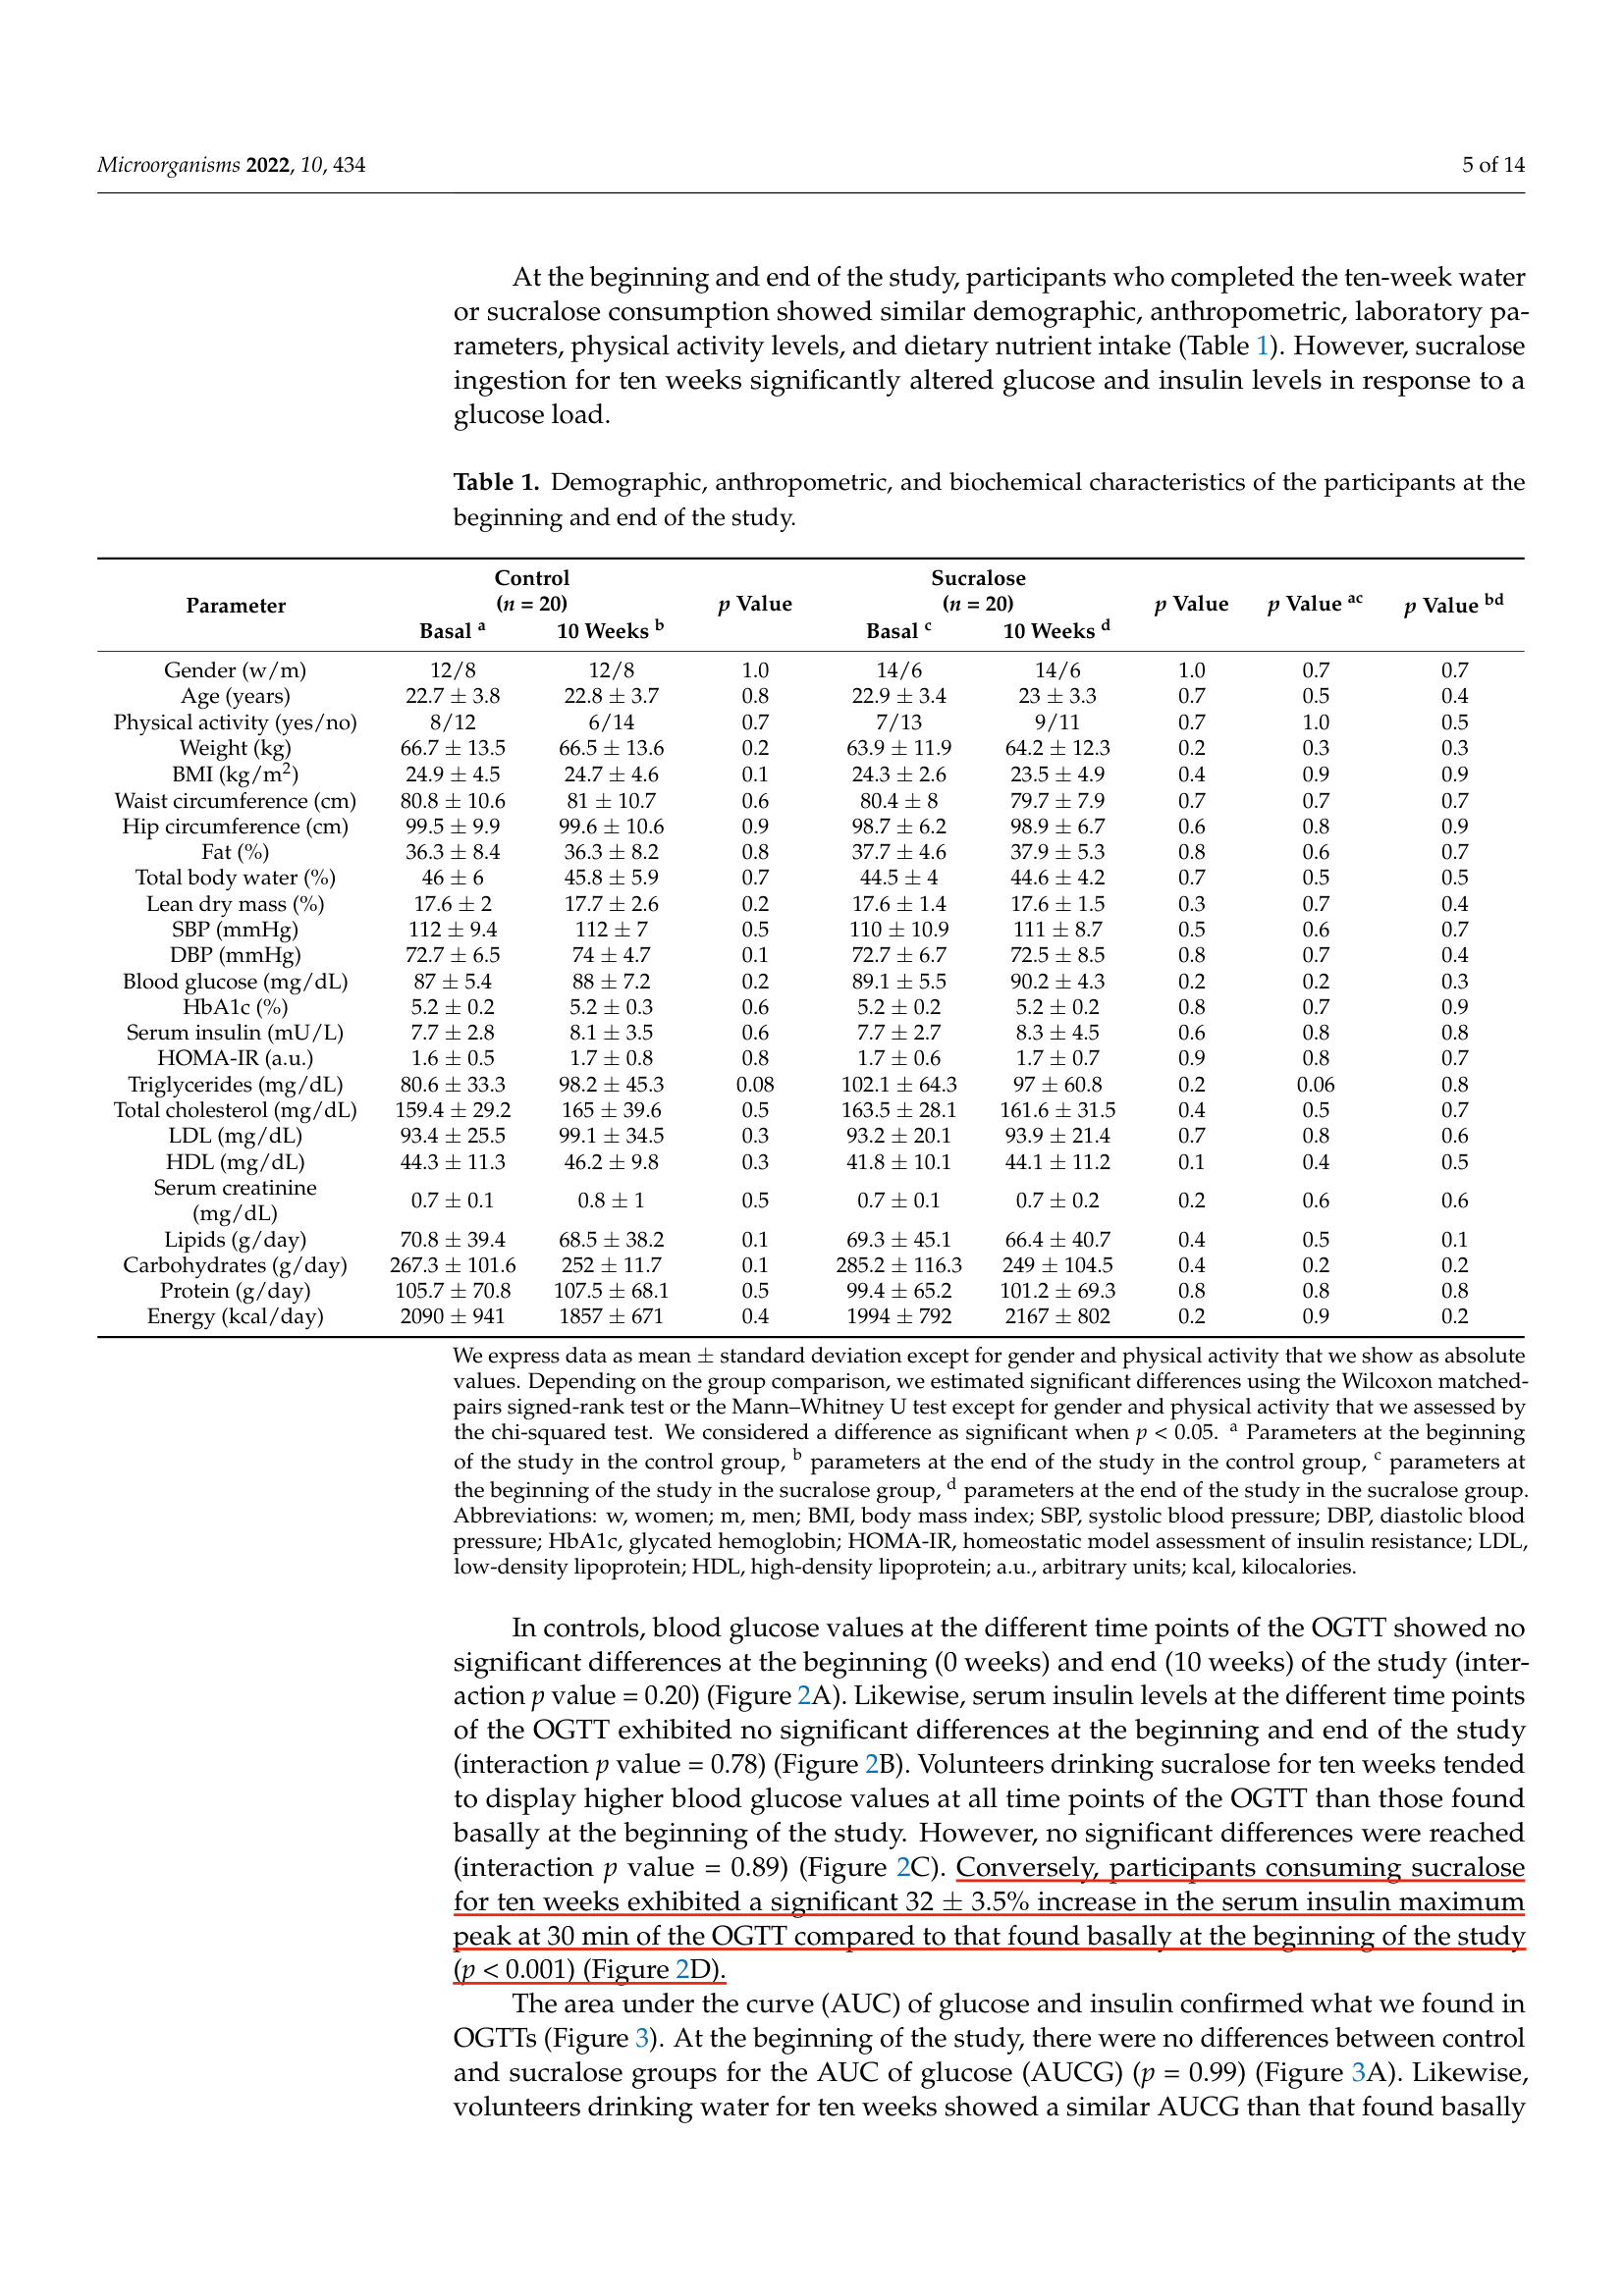 Microorganisms 2022, 10, 434 5 of 14
At the beginning and end of the study, participants who completed the ten-week water
or sucralose consumption showed similar demographic, anthropometric, laboratory pa-
rameters, physical activity levels, and dietary nutrient intake (Table 1). However, sucralose
ingestion for ten weeks significantly altered glucose and insulin levels in response to a
glucose load.
Table 1. Demographic, anthropometric, and biochemical characteristics of the participants at the
beginning and end of the study.
Control Sucralose
Parameter (n = 20) p Value (n = 20) p Value p Value ac p Value bd
Basal a 10 Weeks b Basal c 10 Weeks d
Gender (w/m) 12/8 12/8 1.0 14/6 14/6 1.0 0.7 0.7
Age (years) 22.7 ± 3.8 22.8 ± 3.7 0.8 22.9 ± 3.4 23 ± 3.3 0.7 0.5 0.4
Physical activity (yes/no) 8/12 6/14 0.7 7/13 9/11 0.7 1.0 0.5
Weight (kg) 66.7 ± 13.5 66.5 ± 13.6 0.2 63.9 ± 11.9 64.2 ± 12.3 0.2 0.3 0.3
BMI (kg/m2) 24.9 ± 4.5 24.7 ± 4.6 0.1 24.3 ± 2.6 23.5 ± 4.9 0.4 0.9 0.9
Waist circumference (cm) 80.8 ± 10.6 81 ± 10.7 0.6 80.4 ± 8 79.7 ± 7.9 0.7 0.7 0.7
Hip circumference (cm) 99.5 ± 9.9 99.6 ± 10.6 0.9 98.7 ± 6.2 98.9 ± 6.7 0.6 0.8 0.9
Fat (%) 36.3 ± 8.4 36.3 ± 8.2 0.8 37.7 ± 4.6 37.9 ± 5.3 0.8 0.6 0.7
Total body water (%) 46 ± 6 45.8 ± 5.9 0.7 44.5 ± 4 44.6 ± 4.2 0.7 0.5 0.5
Lean dry mass (%) 17.6 ± 2 17.7 ± 2.6 0.2 17.6 ± 1.4 17.6 ± 1.5 0.3 0.7 0.4
SBP (mmHg) 112 ± 9.4 112 ± 7 0.5 110 ± 10.9 111 ± 8.7 0.5 0.6 0.7
DBP (mmHg) 72.7 ± 6.5 74 ± 4.7 0.1 72.7 ± 6.7 72.5 ± 8.5 0.8 0.7 0.4
Blood glucose (mg/dL) 87 ± 5.4 88 ± 7.2 0.2 89.1 ± 5.5 90.2 ± 4.3 0.2 0.2 0.3
HbA1c (%) 5.2 ± 0.2 5.2 ± 0.3 0.6 5.2 ± 0.2 5.2 ± 0.2 0.8 0.7 0.9
Serum insulin (mU/L) 7.7 ± 2.8 8.1 ± 3.5 0.6 7.7 ± 2.7 8.3 ± 4.5 0.6 0.8 0.8
HOMA-IR (a.u.) 1.6 ± 0.5 1.7 ± 0.8 0.8 1.7 ± 0.6 1.7 ± 0.7 0.9 0.8 0.7
Triglycerides (mg/dL) 80.6 ± 33.3 98.2 ± 45.3 0.08 102.1 ± 64.3 97 ± 60.8 0.2 0.06 0.8
Total cholesterol (mg/dL) 159.4 ± 29.2 165 ± 39.6 0.5 163.5 ± 28.1 161.6 ± 31.5 0.4 0.5 0.7
LDL (mg/dL) 93.4 ± 25.5 99.1 ± 34.5 0.3 93.2 ± 20.1 93.9 ± 21.4 0.7 0.8 0.6
HDL (mg/dL) 44.3 ± 11.3 46.2 ± 9.8 0.3 41.8 ± 10.1 44.1 ± 11.2 0.1 0.4 0.5
Serum creatinine
(mg/dL) 0.7 ± 0.1 0.8 ± 1 0.5 0.7 ± 0.1 0.7 ± 0.2 0.2 0.6 0.6
Lipids (g/day) 70.8 ± 39.4 68.5 ± 38.2 0.1 69.3 ± 45.1 66.4 ± 40.7 0.4 0.5 0.1
Carbohydrates (g/day) 267.3 ± 101.6 252 ± 11.7 0.1 285.2 ± 116.3 249 ± 104.5 0.4 0.2 0.2
Protein (g/day) 105.7 ± 70.8 107.5 ± 68.1 0.5 99.4 ± 65.2 101.2 ± 69.3 0.8 0.8 0.8
Energy (kcal/day) 2090 ± 941 1857 ± 671 0.4 1994 ± 792 2167 ± 802 0.2 0.9 0.2
We express data as mean ± standard deviation except for gender and physical activity that we show as absolute
values. Depending on the group comparison, we estimated significant differences using the Wilcoxon matched-
pairs signed-rank test or the Mann–Whitney U test except for gender and physical activity that we assessed by
the chi-squared test. We considered a difference as significant when p < 0.05. a Parameters at the beginning
of the study in the control group, b parameters at the end of the study in the control group, c parameters at
the beginning of the study in the sucralose group, d parameters at the end of the study in the sucralose group.
Abbreviations: w, women; m, men; BMI, body mass index; SBP, systolic blood pressure; DBP, diastolic blood
pressure; HbA1c, glycated hemoglobin; HOMA-IR, homeostatic model assessment of insulin resistance; LDL,
low-density lipoprotein; HDL, high-density lipoprotein; a.u., arbitrary units; kcal, kilocalories.
In controls, blood glucose values at the different time points of the OGTT showed no
significant differences at the beginning (0 weeks) and end (10 weeks) of the study (inter-
action p value = 0.20) (Figure 2A). Likewise, serum insulin levels at the different time points
of the OGTT exhibited no significant differences at the beginning and end of the study
(interaction p value = 0.78) (Figure 2B). Volunteers drinking sucralose for ten weeks tended
to display higher blood glucose values at all time points of the OGTT than those found
basally at the beginning of the study. However, no significant differences were reached
(interaction p value = 0.89) (Figure 2C). Conversely, participants consuming sucralose
for ten weeks exhibited a significant 32 ± 3.5% increase in the serum insulin maximum
peak at 30 min of the OGTT compared to that found basally at the beginning of the study
(p < 0.001) (Figure 2D).
The area under the curve (AUC) of glucose and insulin confirmed what we found in
OGTTs (Figure 3). At the beginning of the study, there were no differences between control
and sucralose groups for the AUC of glucose (AUCG) (p = 0.99) (Figure 3A). Likewise,
volunteers drinking water for ten weeks showed a similar AUCG than that found basally